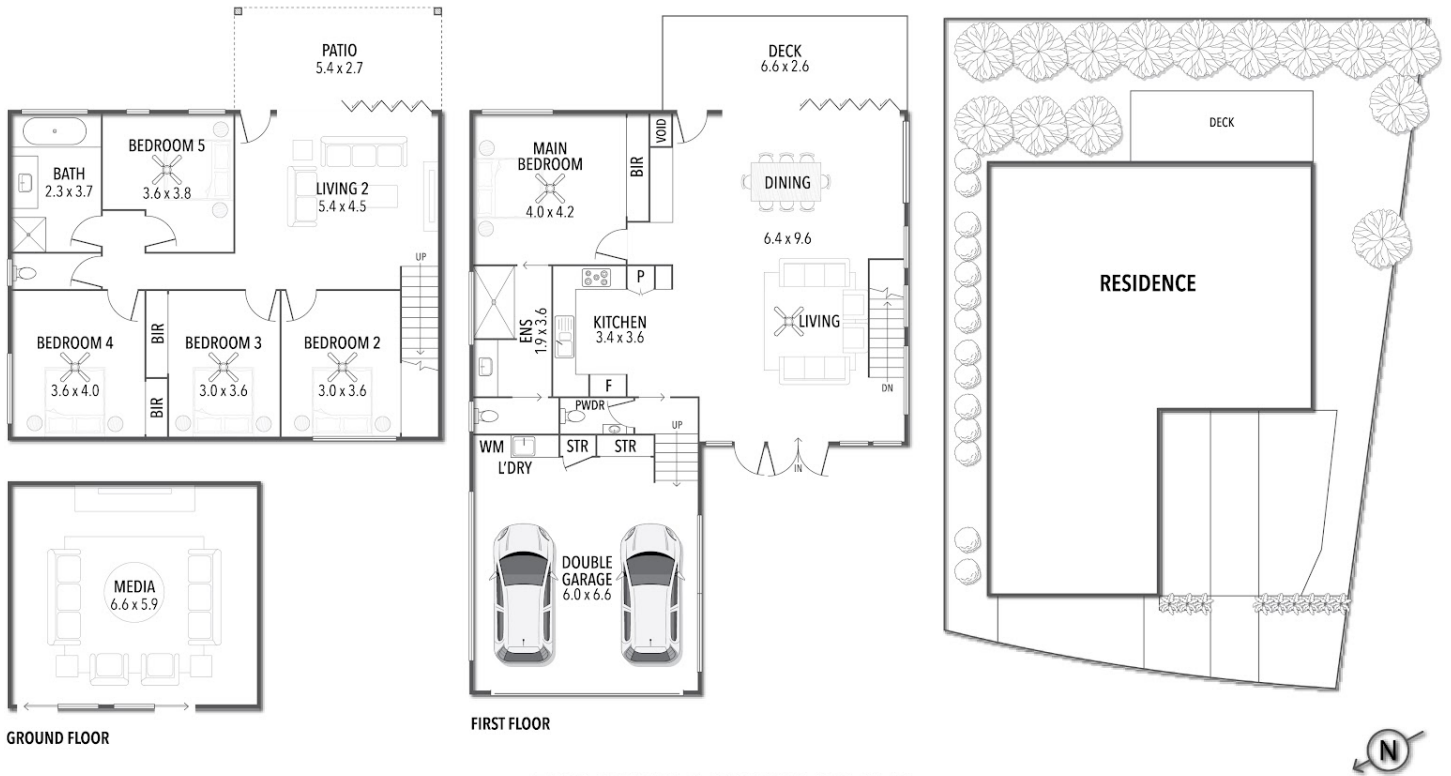 PATIO
5.4 x 2.7
BATH
2.3 x 3.7
BEDROOM 5
3.6 x 3.8
LIVING 2
5.4 x 4.5
UP
BEDROOM 4
3.6 x 4.0
BIR
BIR
BEDROOM 3
3.0 x 3.6
BEDROOM 2
3.0 x 3.6
MEDIA
6.6 x 5.9
GROUND FLOOR
DECK
6.6 x 2.6
MAIN
BEDROOM
4.0 x 4.2
BIR
VOID
DINING
6.4 x 9.6
ENS
1.9 x 3.6
P
KITCHEN
3.4 x 3.6
F
LIVING
DN
PWDR
UP
IN
WM
L'DRY
STR
STR
DOUBLE
GARAGE
6.0 x 6.6
FIRST FLOOR
DECK
RESIDENCE
N